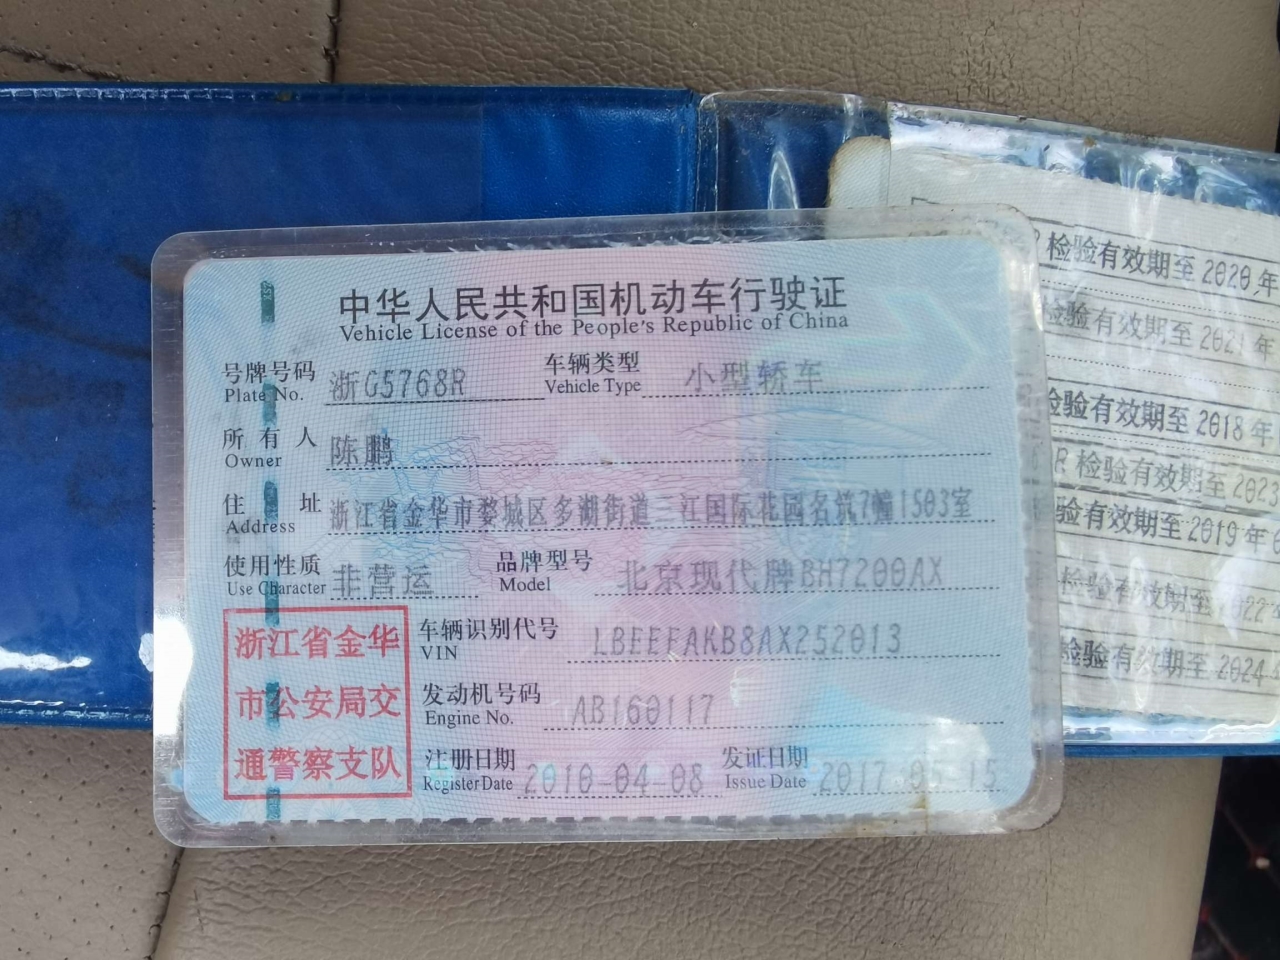 中华人民共和国机动车行驶证
Vehicle License of the People's Republic of China
号牌号码 浙G5768R 车辆类型 小型轿车
Plate No. Vehicle Type
所有人 陈鹏
Owner
住址 浙江省金华市婺城区多湖街道三江国际花园名筑7幢1503室
Address
使用性质 非营运 品牌型号 北京现代牌BH7200AX
Use Character Model
浙江省金华
市公安局交
通警察支队
车辆识别代号 LBEEFAKB8AX252013
VIN
发动机号码 AB160117
Engine No.
注册日期 2010-04-08 发证日期 2017-05-15
Register Date Issue Date
检验有效期至2020年
检验有效期至2021年
检验有效期至2018年
R 检验有效期至2023
验有效期至2019年
检验有效期至2022
检验有效期至2024